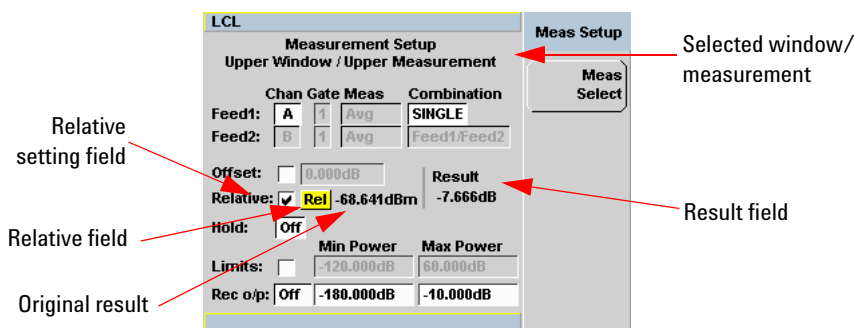 LCL
Measurement Setup
Upper Window / Upper Measurement
Chan Gate Meas Combination
Feed1: A 1 Avg SINGLE
Feed2: B 1 Avg Feed1/Feed2
Offset: 0.000dB Result
Relative: Rel -68.641dBm -7.666dB
Hold: Off
Min Power Max Power
Limits: -120.000dB 60.000dB
Rec o/p: Off -180.000dB -10.000dB
Meas Setup
Meas
Select
Selected window/
measurement
Relative
setting field
Relative field
Original result
Result field